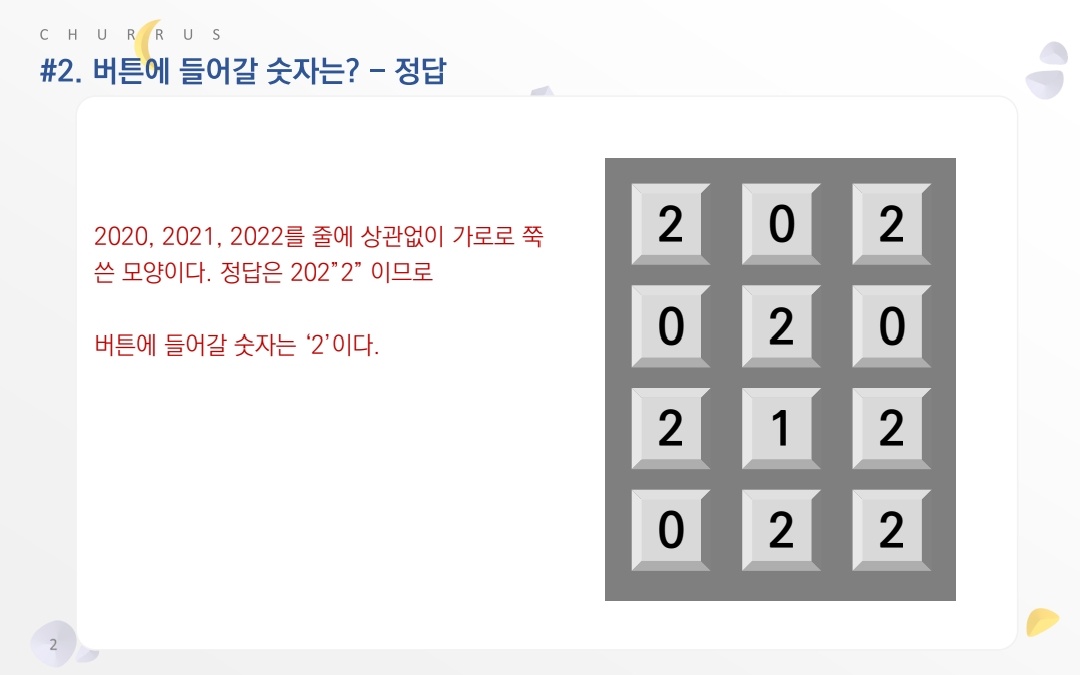 CHURRUS
#2. 버튼에 들어갈 숫자는? – 정답
2020, 2021, 2022를 줄에 상관없이 가로로 쭉
쓴 모양이다. 정답은 202”2” 이므로
버튼에 들어갈 숫자는 ‘2’이다.
2 0 2
0 2 0
2 1 2
0 2 2
2